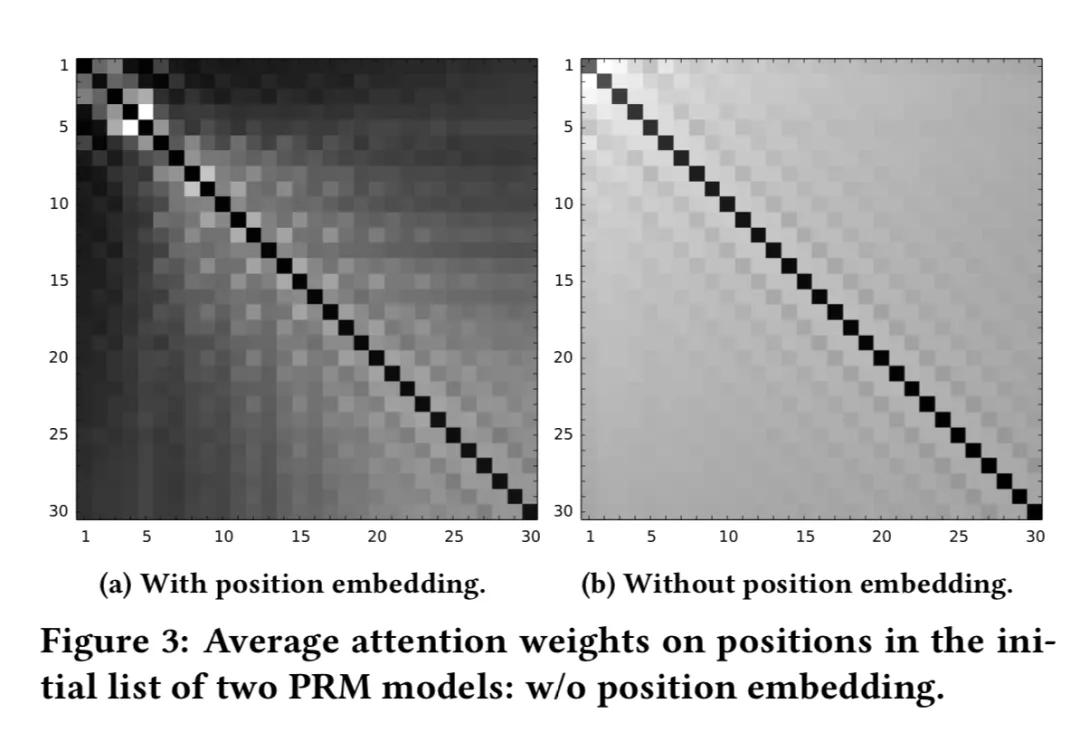 1
5
10
15
20
25
30
1 5 10 15 20 25 30
1
5
10
15
20
25
30
1 5 10 15 20 25 30
(a) With position embedding.
(b) Without position embedding.
Figure 3: Average attention weights on positions in the ini-
tial list of two PRM models: w/o position embedding.